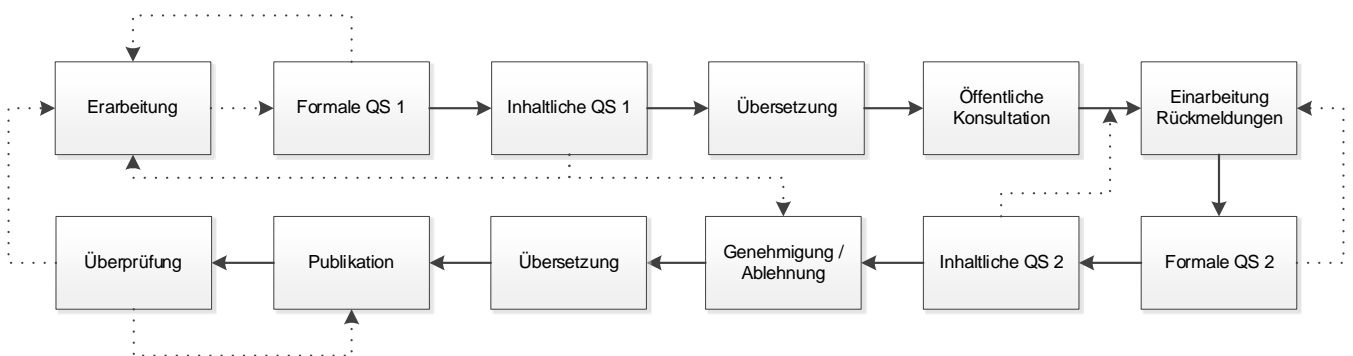 Erarbeitung
Formale QS 1
Inhaltliche QS 1
Übersetzung
Öffentliche
Konsultation
Einarbeitung
Rückmeldungen
Überprüfung
Publikation
Übersetzung
Genehmigung /
Ablehnung
Inhaltliche QS 2
Formale QS 2